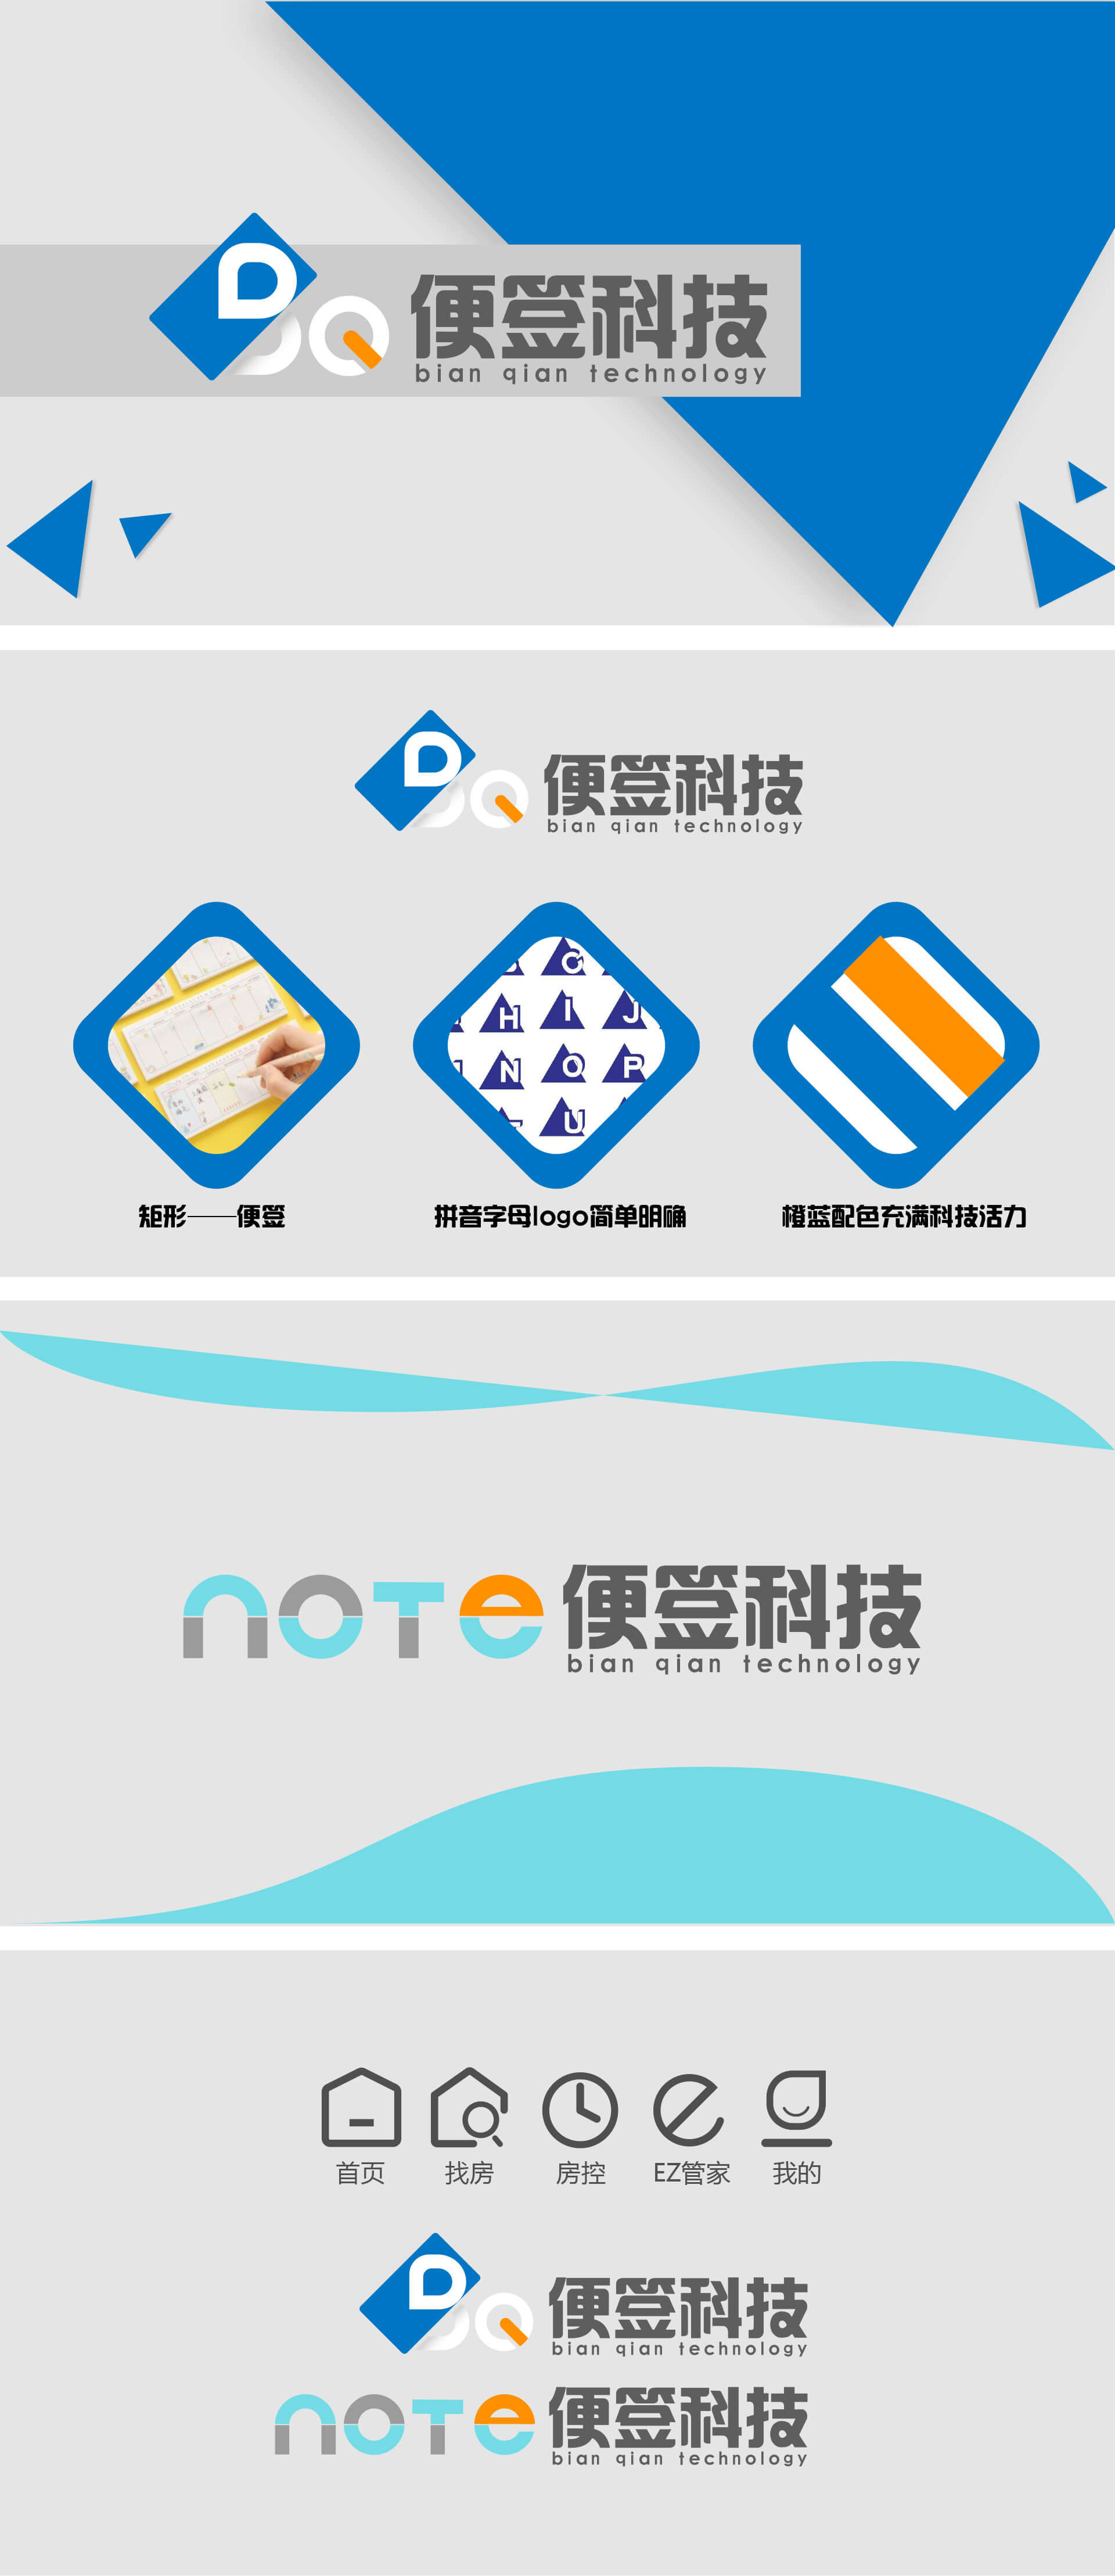 BQ 便签科技
bian qian technology
BQ 便签科技
bian qian technology
C
H I J
N O P
U
矩形——便签
拼音字母logo简单明确
橙蓝配色充满科技活力
note 便签科技
bian qian technology
首页 找房 房控 EZ管家 我的
BQ 便签科技
bian qian technology
note 便签科技
bian qian technology